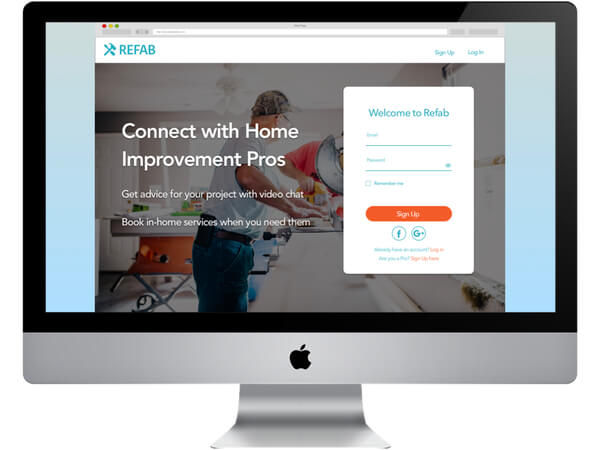 REFAB
Sign Up
Log In
Connect with Home
Improvement Pros
Get advice for your project with video chat
Book in-home services when you need them
Welcome to Refab
Email
Password
Remember me
Sign Up
f
G+
Already have an account? Log in
Are you a Pro? Sign Up here